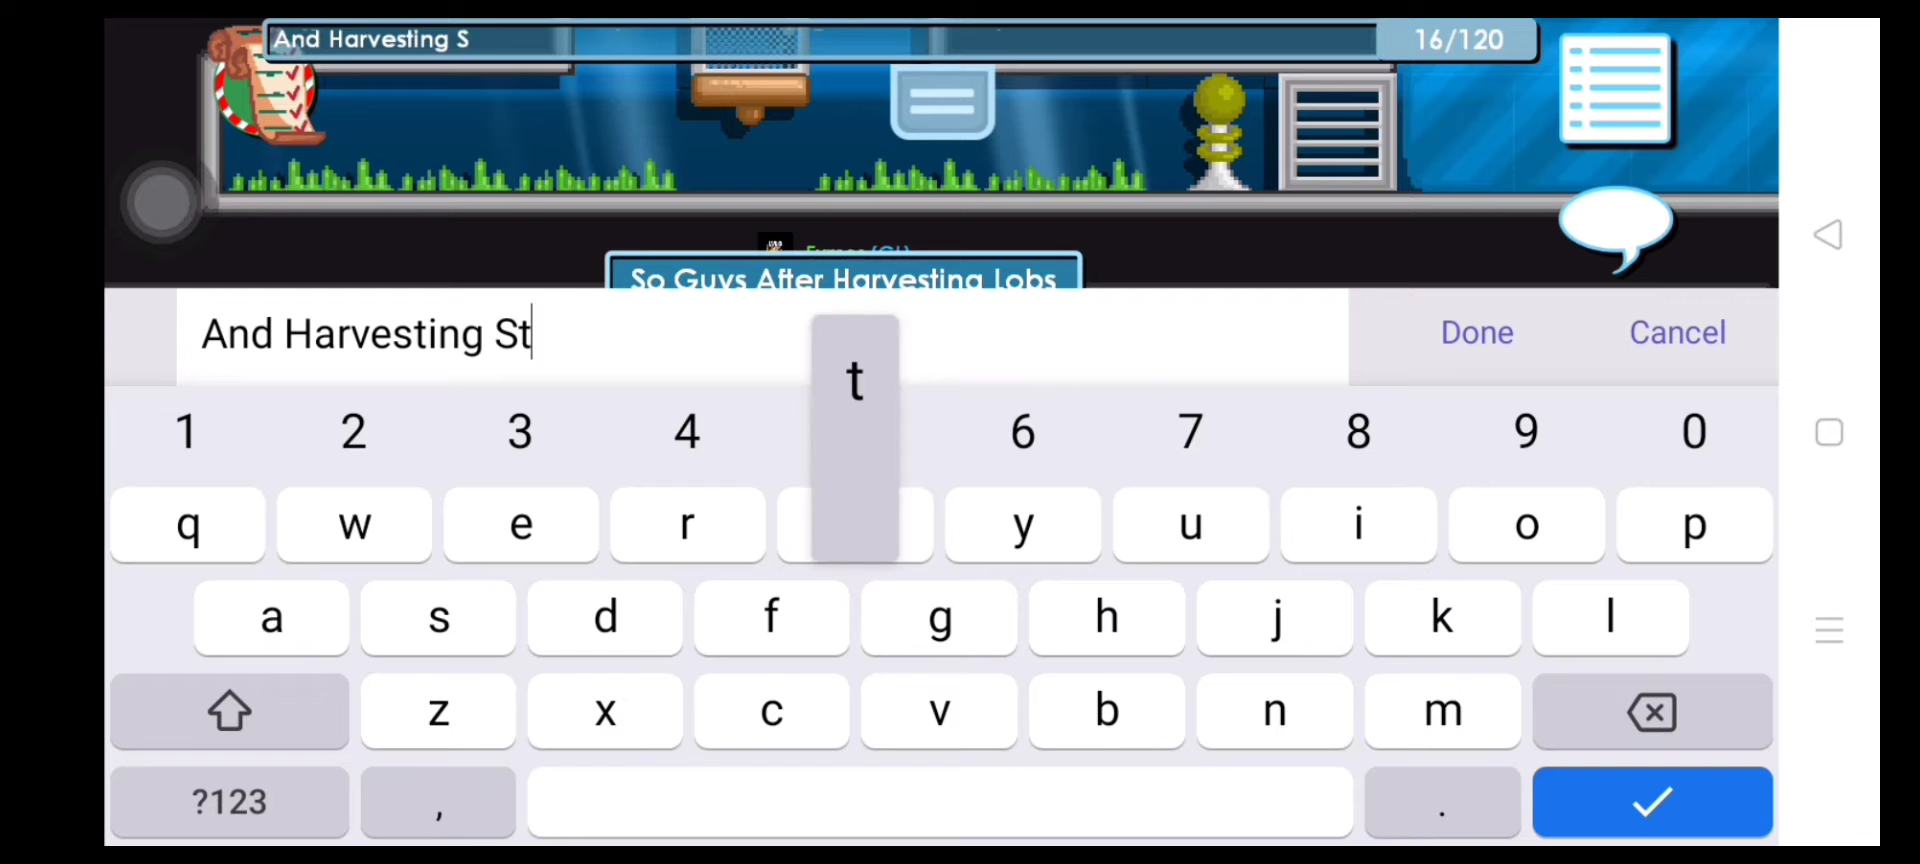 And Harvesting S
16/120
So Guys After Harvesting Lobs
And Harvesting St
Done
Cancel
t
1 2 3 4 6 7 8 9 0
q w e r y u i o p
a s d f g h j k l
z x c v b n m
?123 , .